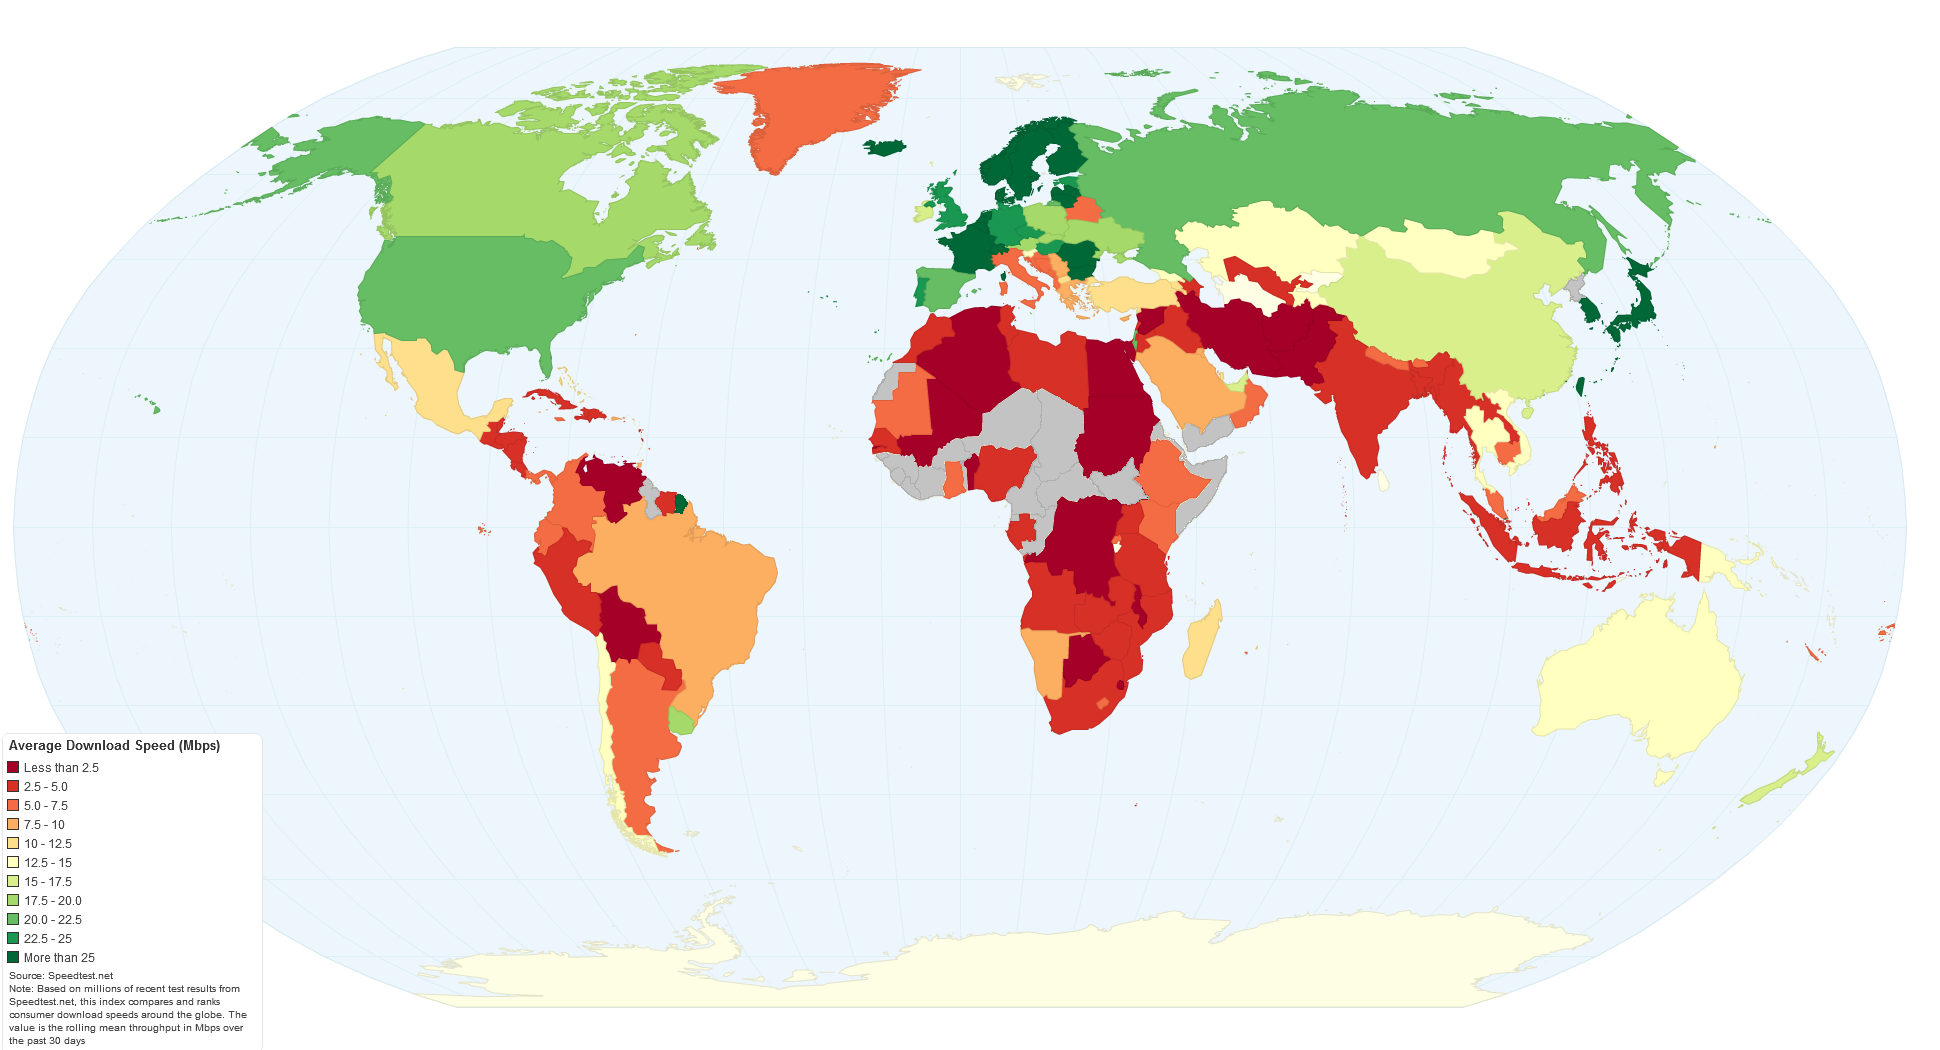 Average Download Speed (Mbps)
Less than 2.5
2.5 - 5.0
5.0 - 7.5
7.5 - 10
10 - 12.5
12.5 - 15
15 - 17.5
17.5 - 20.0
20.0 - 22.5
22.5 - 25
More than 25
Source: Speedtest.net
Note: Based on millions of recent test results from
Speedtest.net, this index compares and ranks
consumer download speeds around the globe. The
value is the rolling mean throughput in Mbps over
the past 30 days